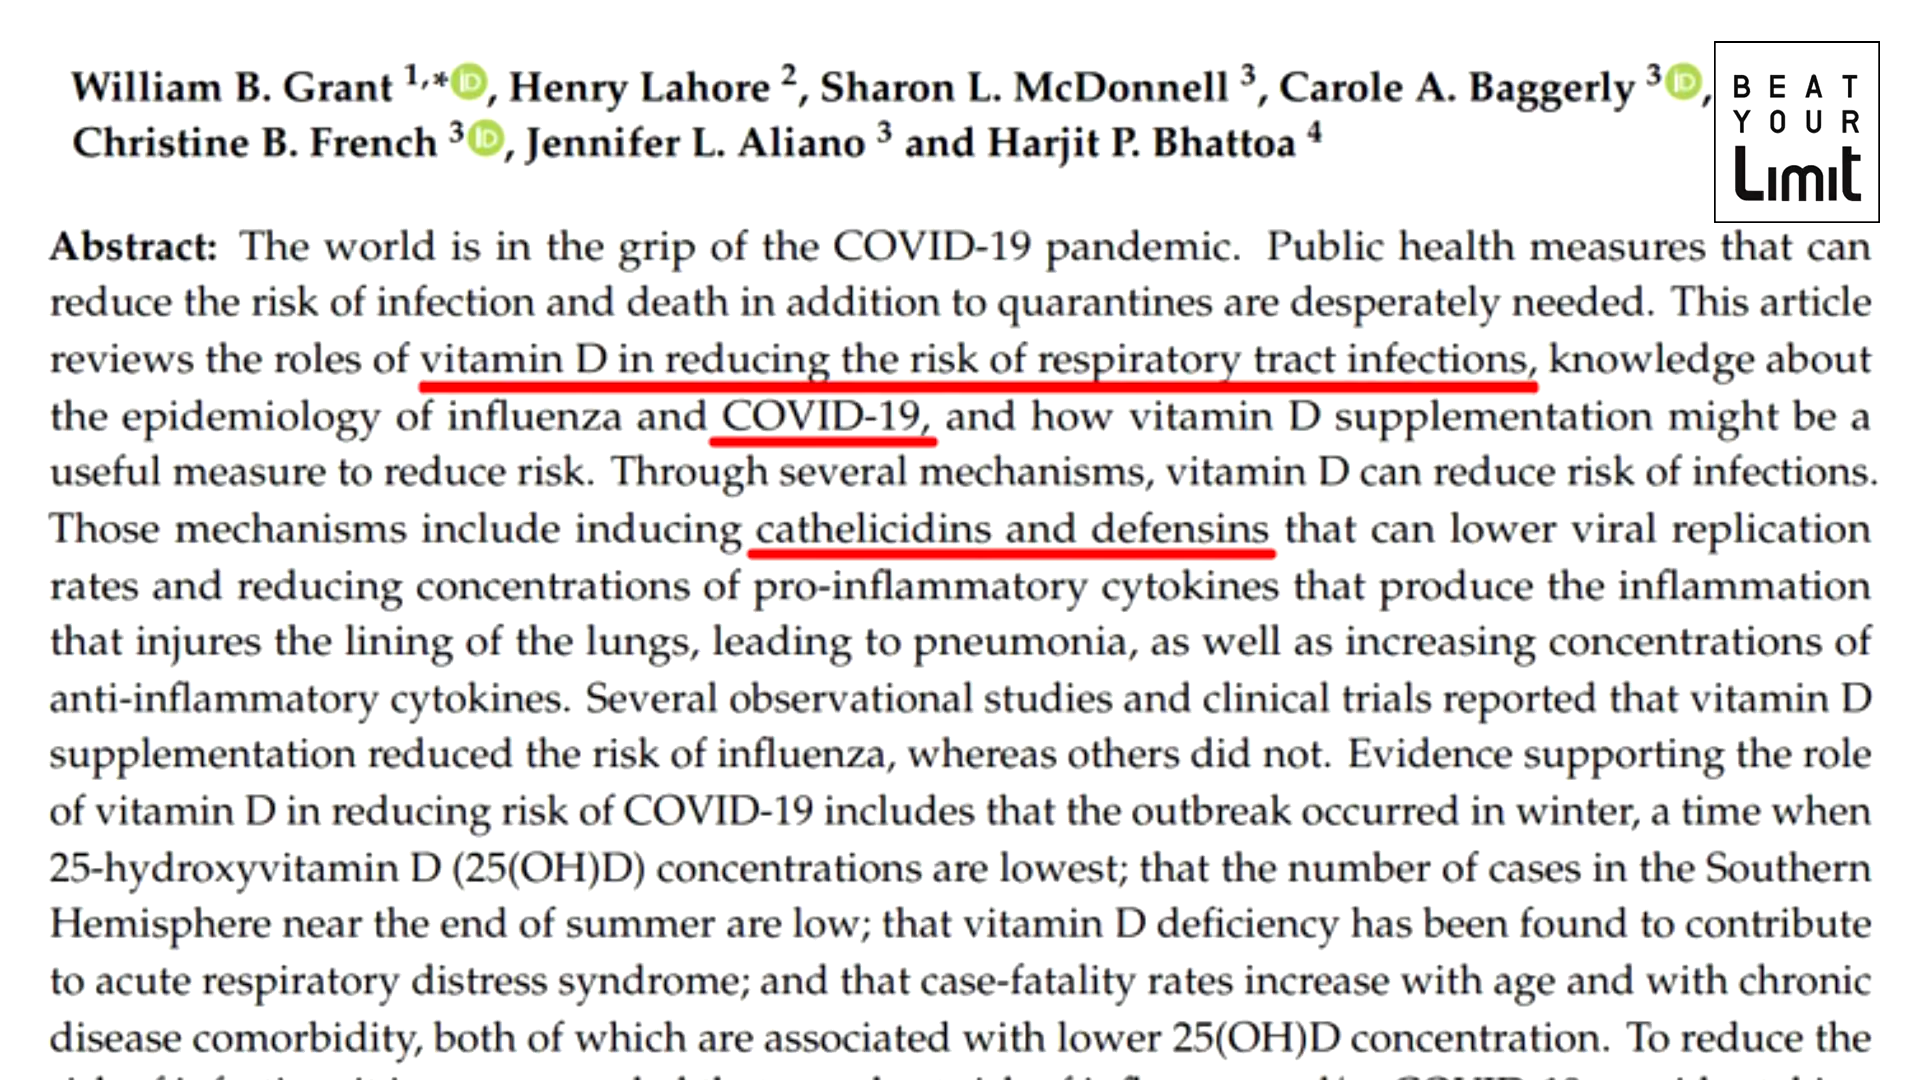 William B. Grant 1,* iD, Henry Lahore 2, Sharon L. McDonnell 3, Carole A. Baggerly 3 iD,
Christine B. French 3 iD, Jennifer L. Aliano 3 and Harjit P. Bhattoa 4
BEAT
YOUR
Limit
Abstract: The world is in the grip of the COVID-19 pandemic. Public health measures that can
reduce the risk of infection and death in addition to quarantines are desperately needed. This article
reviews the roles of vitamin D in reducing the risk of respiratory tract infections, knowledge about
the epidemiology of influenza and COVID-19, and how vitamin D supplementation might be a
useful measure to reduce risk. Through several mechanisms, vitamin D can reduce risk of infections.
Those mechanisms include inducing cathelicidins and defensins that can lower viral replication
rates and reducing concentrations of pro-inflammatory cytokines that produce the inflammation
that injures the lining of the lungs, leading to pneumonia, as well as increasing concentrations of
anti-inflammatory cytokines. Several observational studies and clinical trials reported that vitamin D
supplementation reduced the risk of influenza, whereas others did not. Evidence supporting the role
of vitamin D in reducing risk of COVID-19 includes that the outbreak occurred in winter, a time when
25-hydroxyvitamin D (25(OH)D) concentrations are lowest; that the number of cases in the Southern
Hemisphere near the end of summer are low; that vitamin D deficiency has been found to contribute
to acute respiratory distress syndrome; and that case-fatality rates increase with age and with chronic
disease comorbidity, both of which are associated with lower 25(OH)D concentration. To reduce the